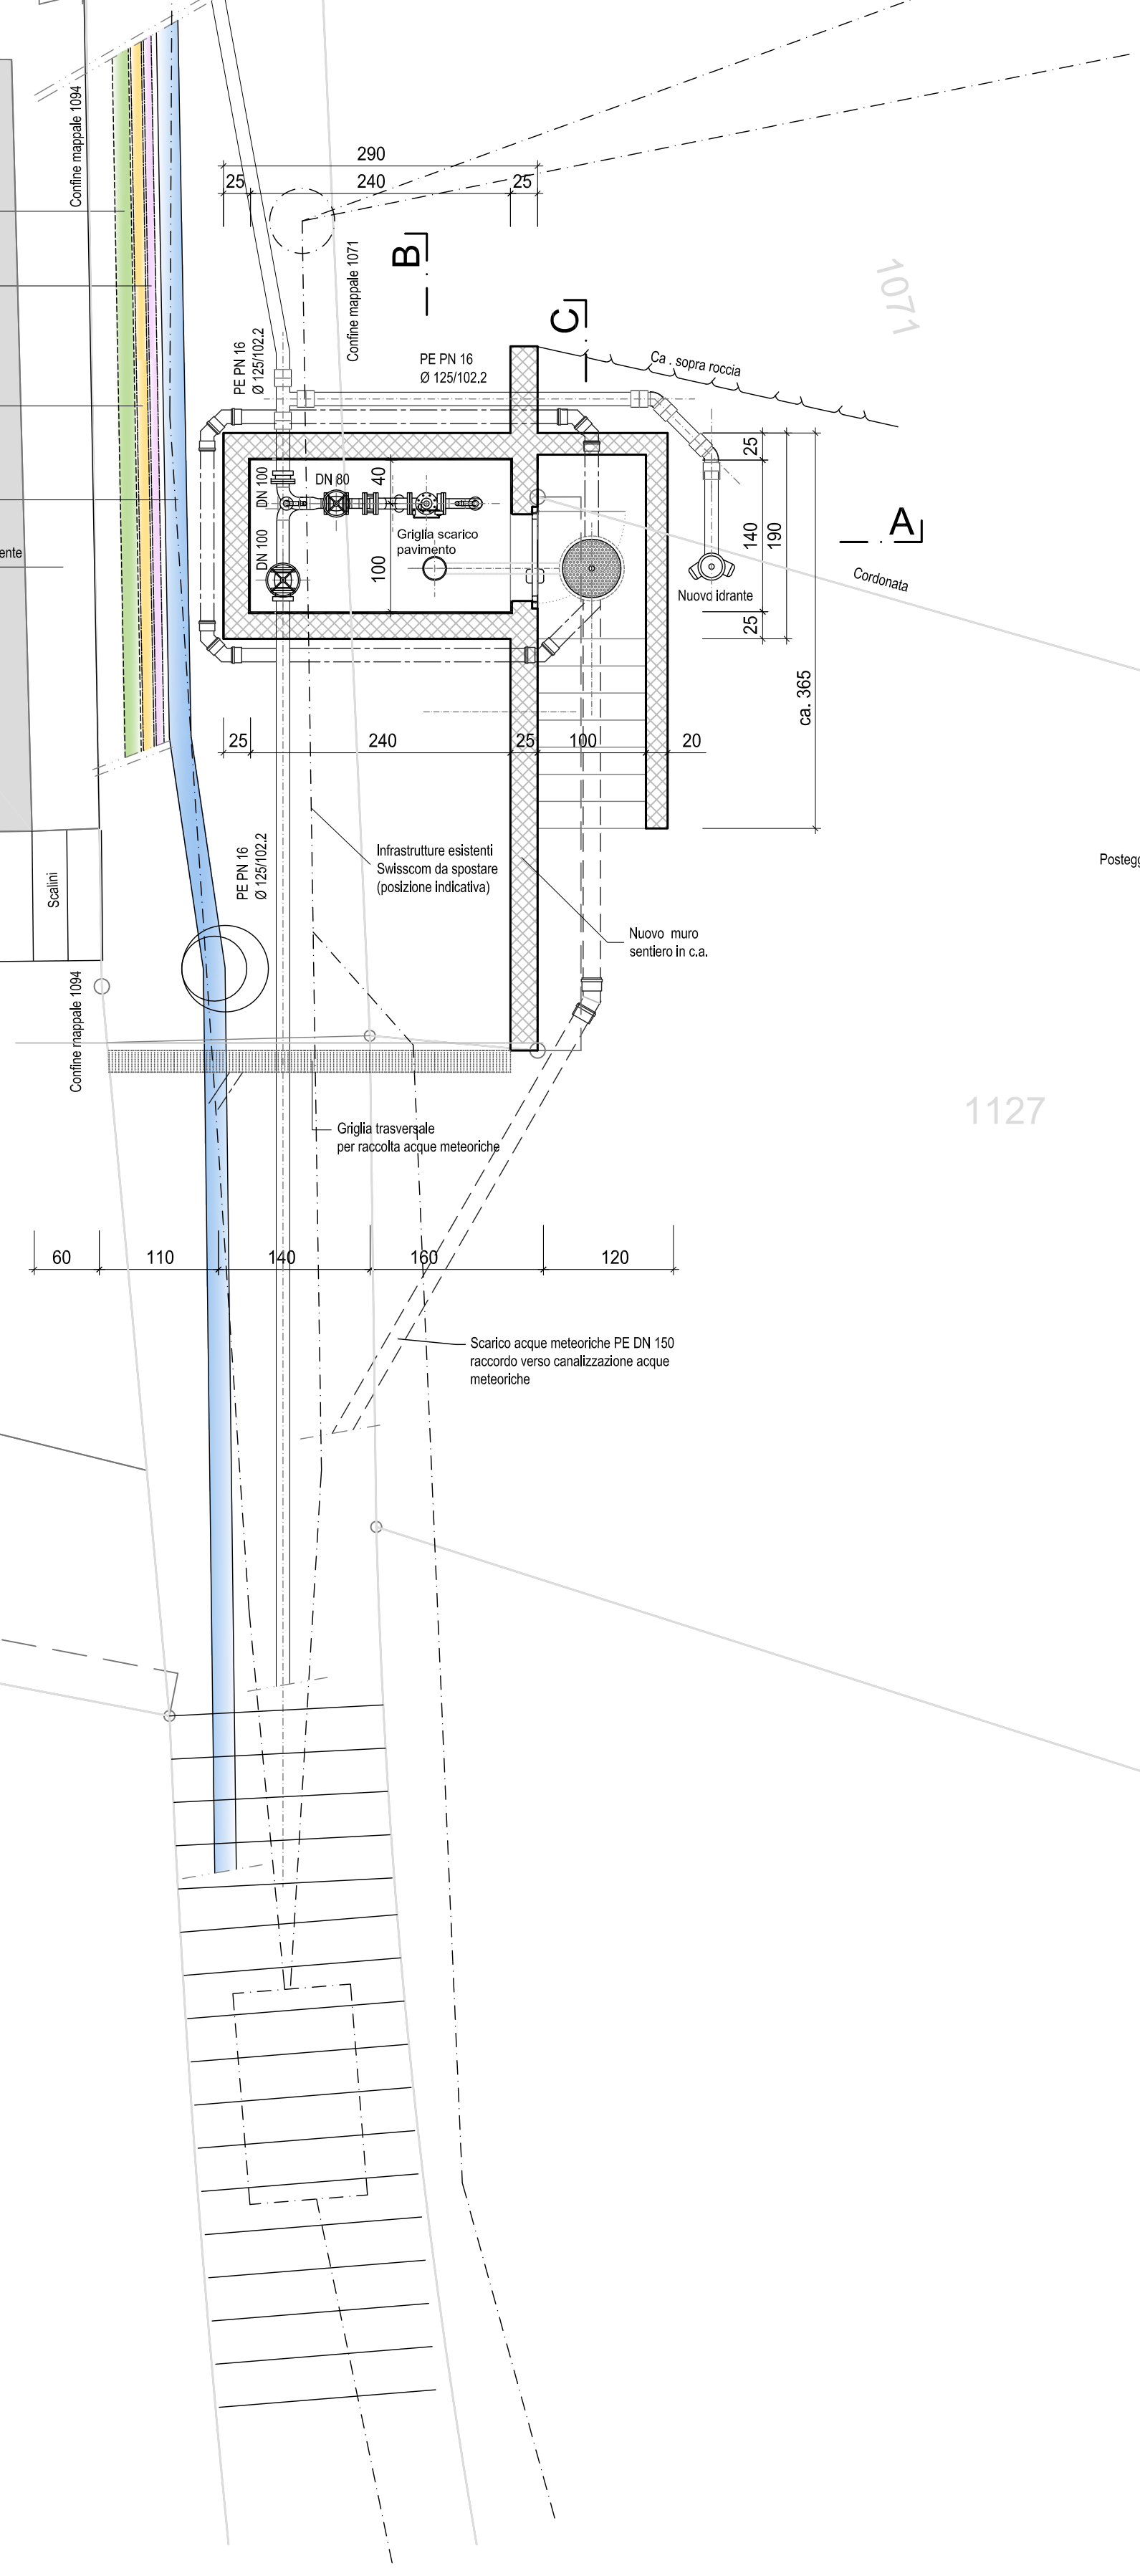 Confine mappale 1094
290
25
240
25
B
Confine mappale 1071
C
1071
PE PN 16
Ø 125/102.2
PE PN 16
Ø 125/102.2
Ca . sopra roccia
25
140
190
25
ca. 365
A
DN 100
DN 80
40
Griglia scarico
pavimento
DN 100
100
Nuovo idrante
Cordonata
ente
25
240
25
100
20
PE PN 16
Ø 125/102.2
Infrastrutture esistenti
Swisscom da spostare
(posizione indicativa)
Scalini
Posteg
Nuovo muro
sentiero in c.a.
Confine mappale 1094
1127
Griglia trasversale
per raccolta acque meteoriche
60
110
140
160
120
Scarico acque meteoriche PE DN 150
raccordo verso canalizzazione acque
meteoriche